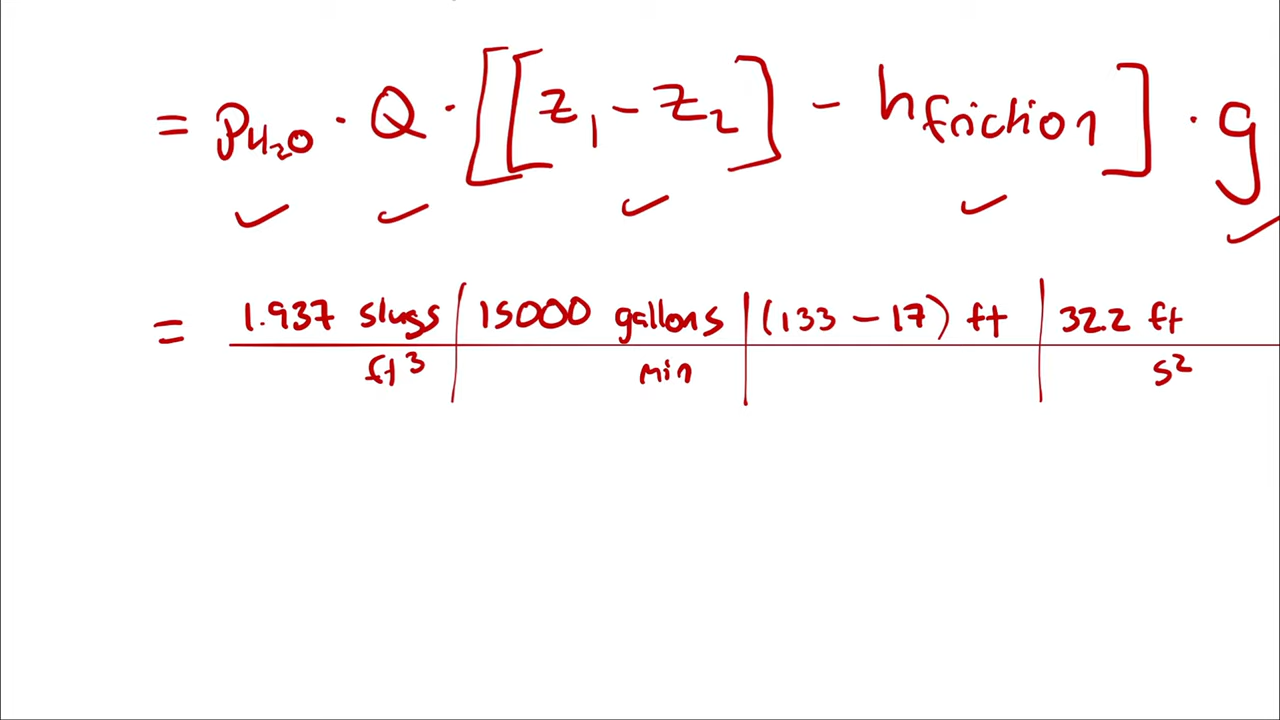 = ρH₂O · Q · [[z₁ - z₂] - hfriction] · g
= 1.937 slugs | 15000 gallons | (133 - 17) ft | 32.2 ft
ft³ | min | | s²